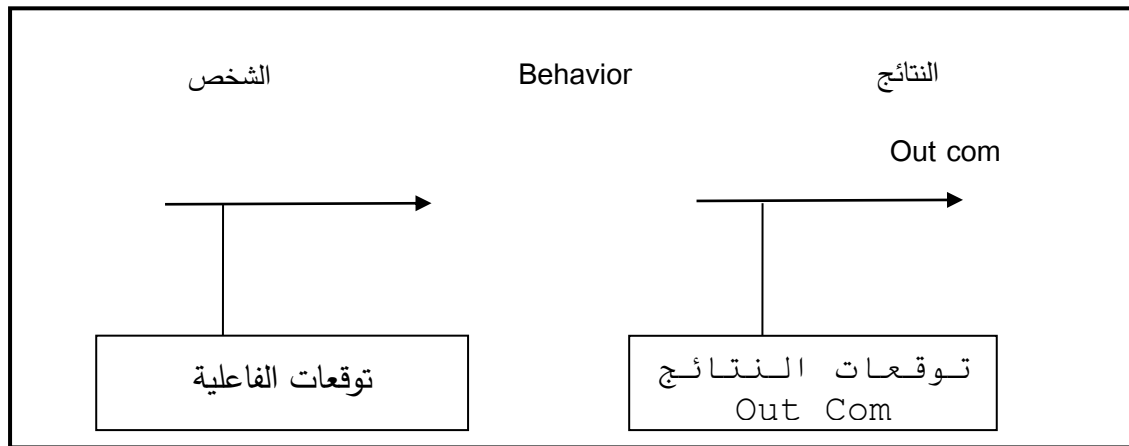 الشخص
Behavior
النتائج
Out com
توقعات الفاعلية
توقعات النتائج
Out Com